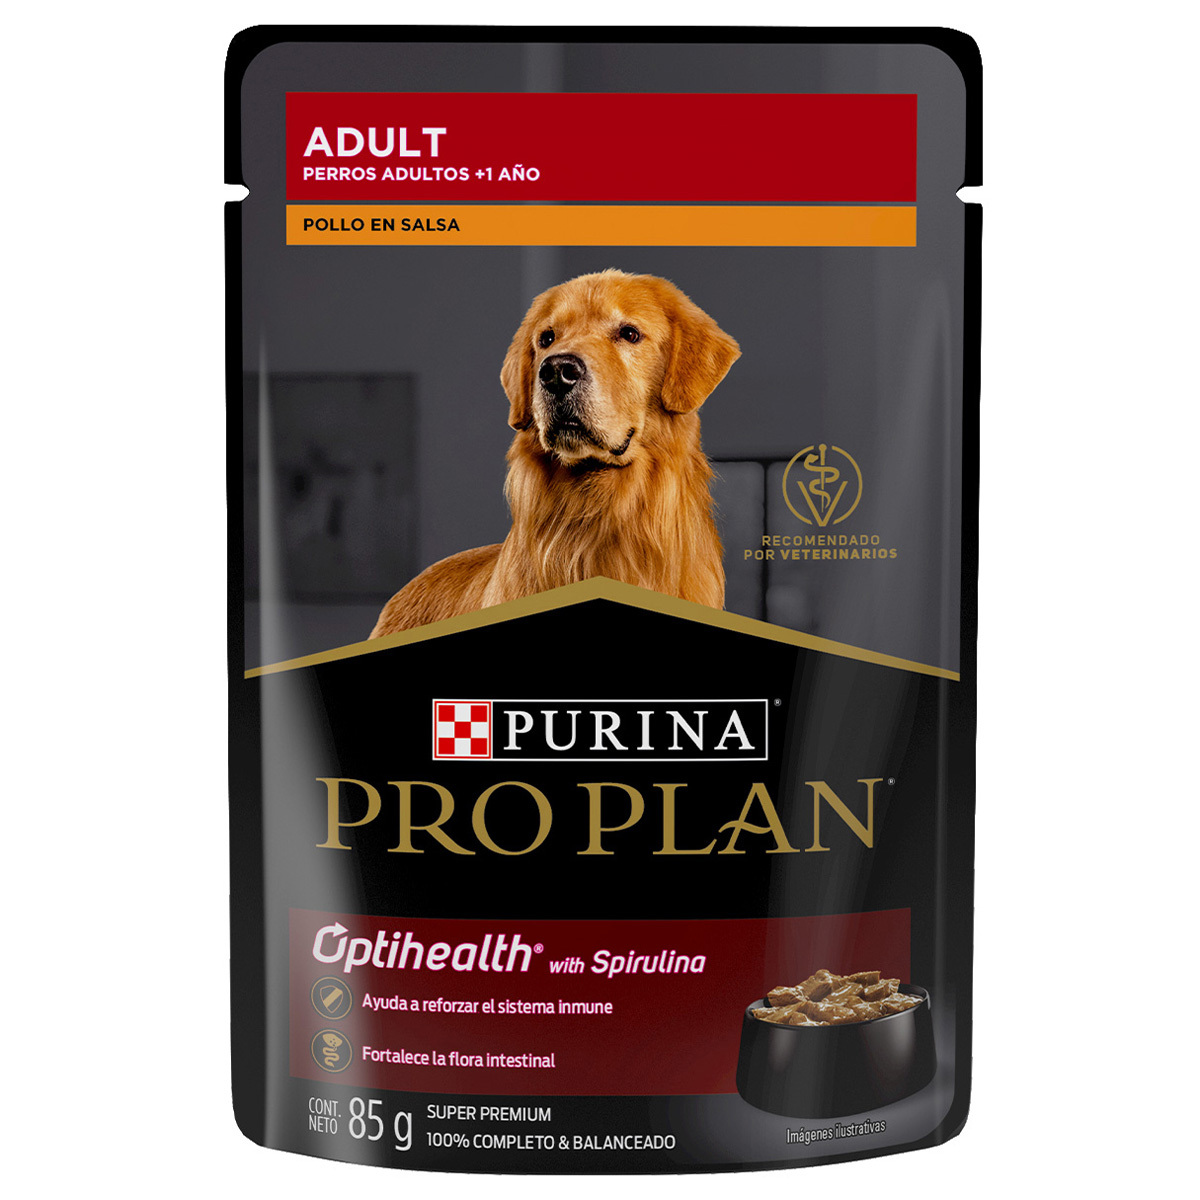 ADULT
PERROS ADULTOS +1 AÑO
POLLO EN SALSA
RECOMENDADO
POR VETERINARIOS
PURINA®
PRO PLAN®
Optihealth® with Spirulina
Ayuda a reforzar el sistema inmune
Fortalece la flora intestinal
CONT. NETO 85 g
SUPER PREMIUM
100% COMPLETO & BALANCEADO
Imágenes ilustrativas